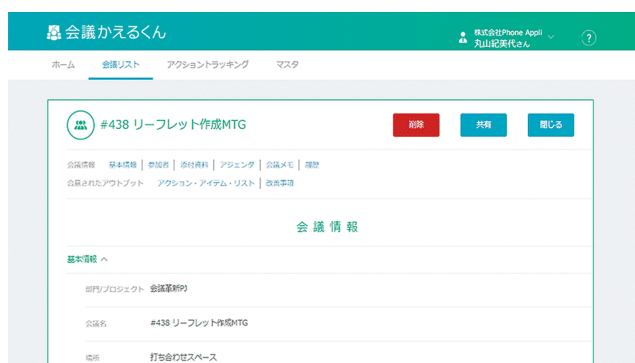 会議かえるくん
株式会社Phone Appli
丸山紀美代さん
?
ホーム 会議リスト アクショントラッキング マスタ
#438 リーフレット作成MTG
削除 共有 閉じる
会議情報 基本情報 | 参加者 | 添付資料 | アジェンダ | 会議メモ | 履歴
合意されたアウトプット アクション・アイテム・リスト | 改善事項
会議情報
基本情報
部門/プロジェクト 会議革新PJ
会議名 #438 リーフレット作成MTG
場所 打ち合わせスペース